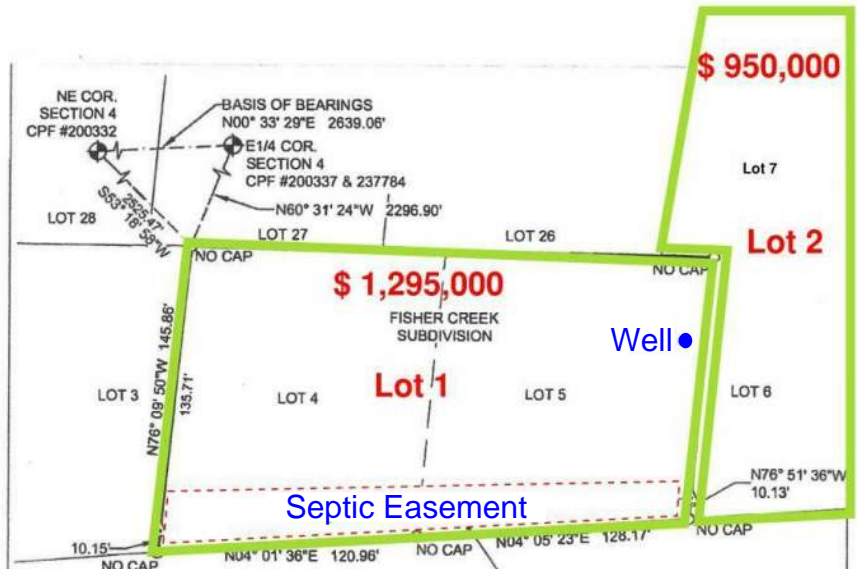 $ 950,000
NE COR.
SECTION 4
CPF #200332
BASIS OF BEARINGS
N00° 33' 29"E 2639.06'
E1/4 COR.
SECTION 4
CPF #200337 & 237784
2525.47'
S53° 18' 58"W
N60° 31' 24"W 2296.90'
Lot 7
LOT 28
LOT 27
LOT 26
Lot 2
NO CAP
NO CAP
$ 1,295,000
FISHER CREEK
SUBDIVISION
Well
N76° 09' 50"W 145.86'
135.71'
LOT 3
LOT 4
Lot 1
LOT 5
LOT 6
N76° 51' 36"W
10.13'
Septic Easement
10.15'
NO CAP
N04° 01' 36"E 120.96'
NO CAP
N04° 05' 23"E 128.17'
NO CAP